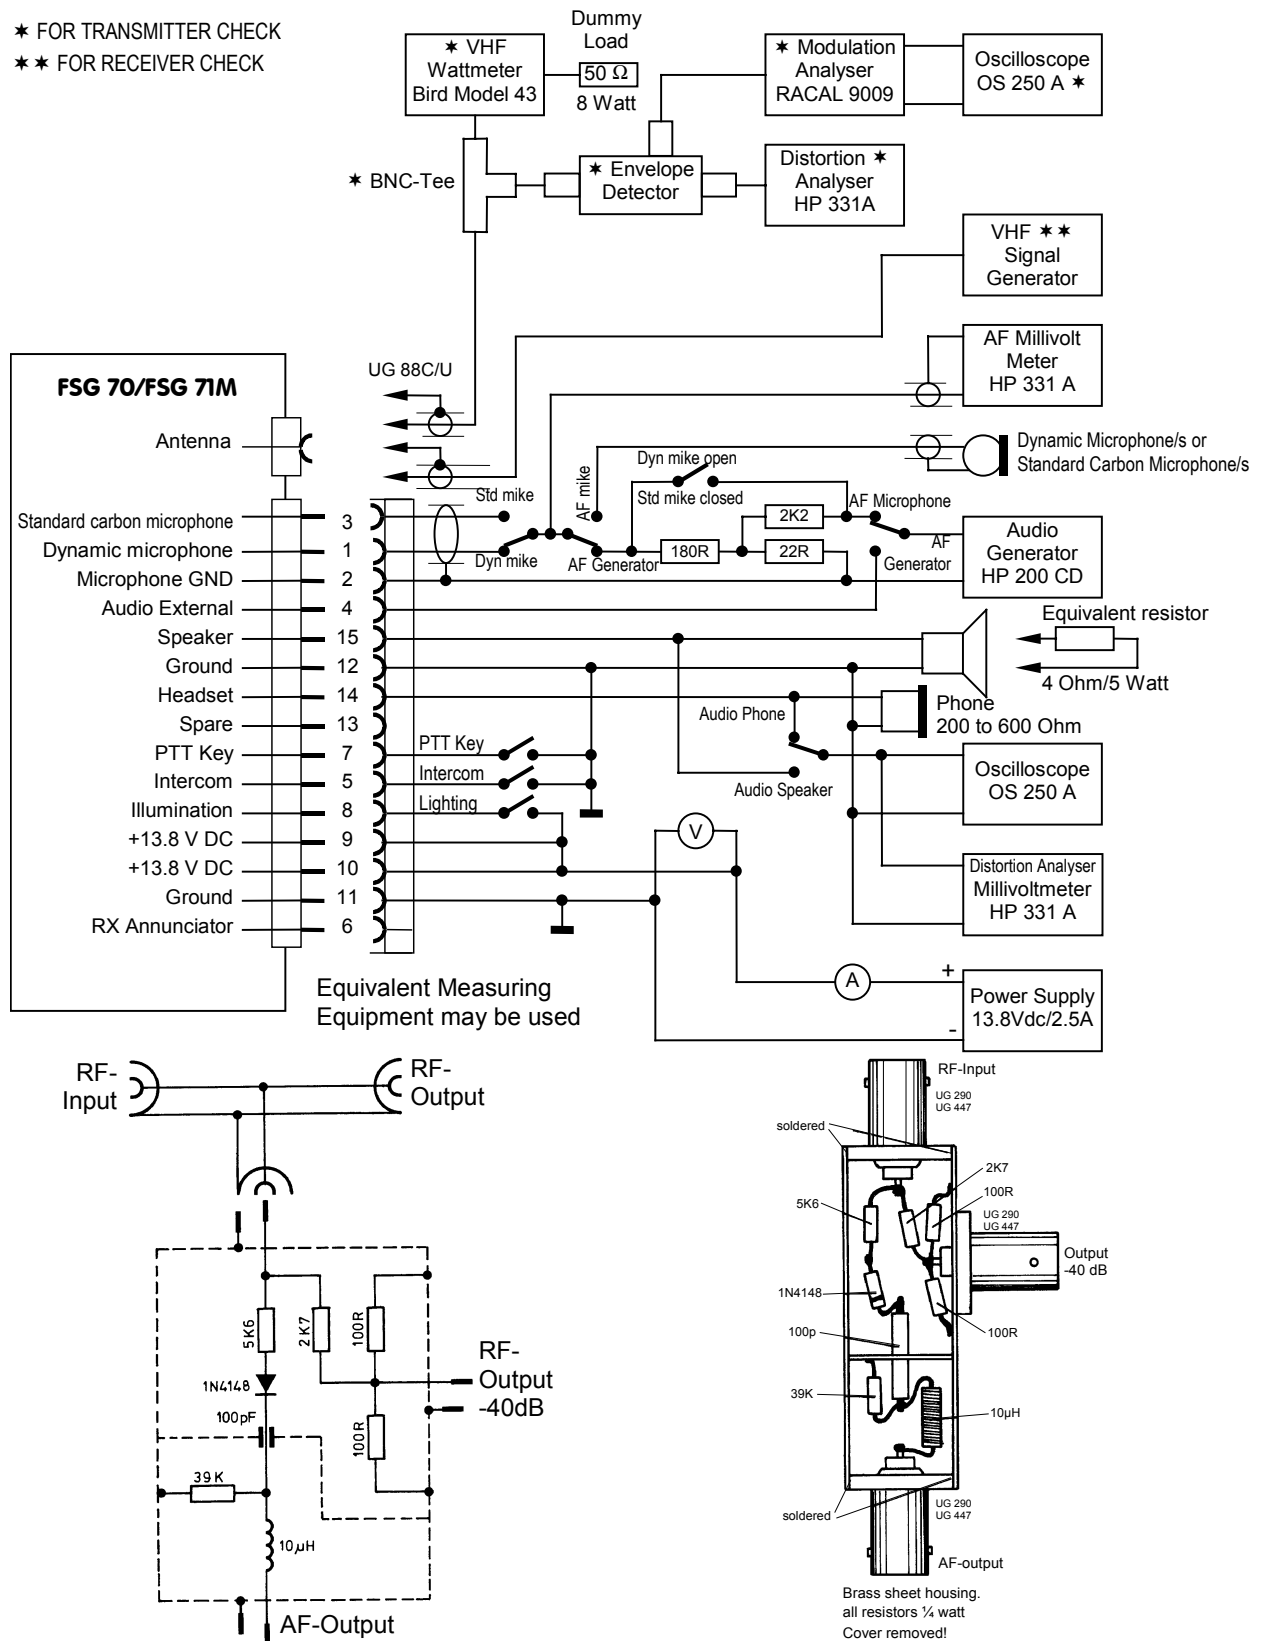 ✶ FOR TRANSMITTER CHECK
✶ ✶ FOR RECEIVER CHECK
✶ VHF
Wattmeter
Bird Model 43
Dummy
Load
50 Ω
8 Watt
✶ Modulation
Analyser
RACAL 9009
Oscilloscope
OS 250 A ✶
✶ BNC-Tee
✶ Envelope
Detector
Distortion ✶
Analyser
HP 331A
VHF ✶ ✶
Signal
Generator
AF Millivolt
Meter
HP 331 A
FSG 70/FSG 71M
UG 88C/U
Antenna
Dynamic Microphone/s or
Standard Carbon Microphone/s
Std mike
Dyn mike
AF mike
AF Generator
Dyn mike open
Std mike closed
180R
2K2
22R
AF Microphone
AF
Generator
Audio
Generator
HP 200 CD
Standard carbon microphone 3
Dynamic microphone 1
Microphone GND 2
Audio External 4
Speaker 15
Ground 12
Headset 14
Spare 13
PTT Key 7
Intercom 5
Illumination 8
+13.8 V DC 9
+13.8 V DC 10
Ground 11
RX Annunciator 6
PTT Key
Intercom
Lighting
Equivalent resistor
4 Ohm/5 Watt
Phone
200 to 600 Ohm
Audio Phone
Audio Speaker
Oscilloscope
OS 250 A
V
Distortion Analyser
Millivoltmeter
HP 331 A
A
+
-
Power Supply
13.8Vdc/2.5A
Equivalent Measuring
Equipment may be used
RF-
Input
RF-
Output
5K6
2K7
100R
1N4148
100pF
100R
RF-
Output
-40dB
39K
10µH
AF-Output
RF-Input
UG 290
UG 447
soldered
2K7
100R
5K6
UG 290
UG 447
Output
-40 dB
1N4148
100p
100R
39K
10µH
soldered
UG 290
UG 447
AF-output
Brass sheet housing.
all resistors ¼ watt
Cover removed!